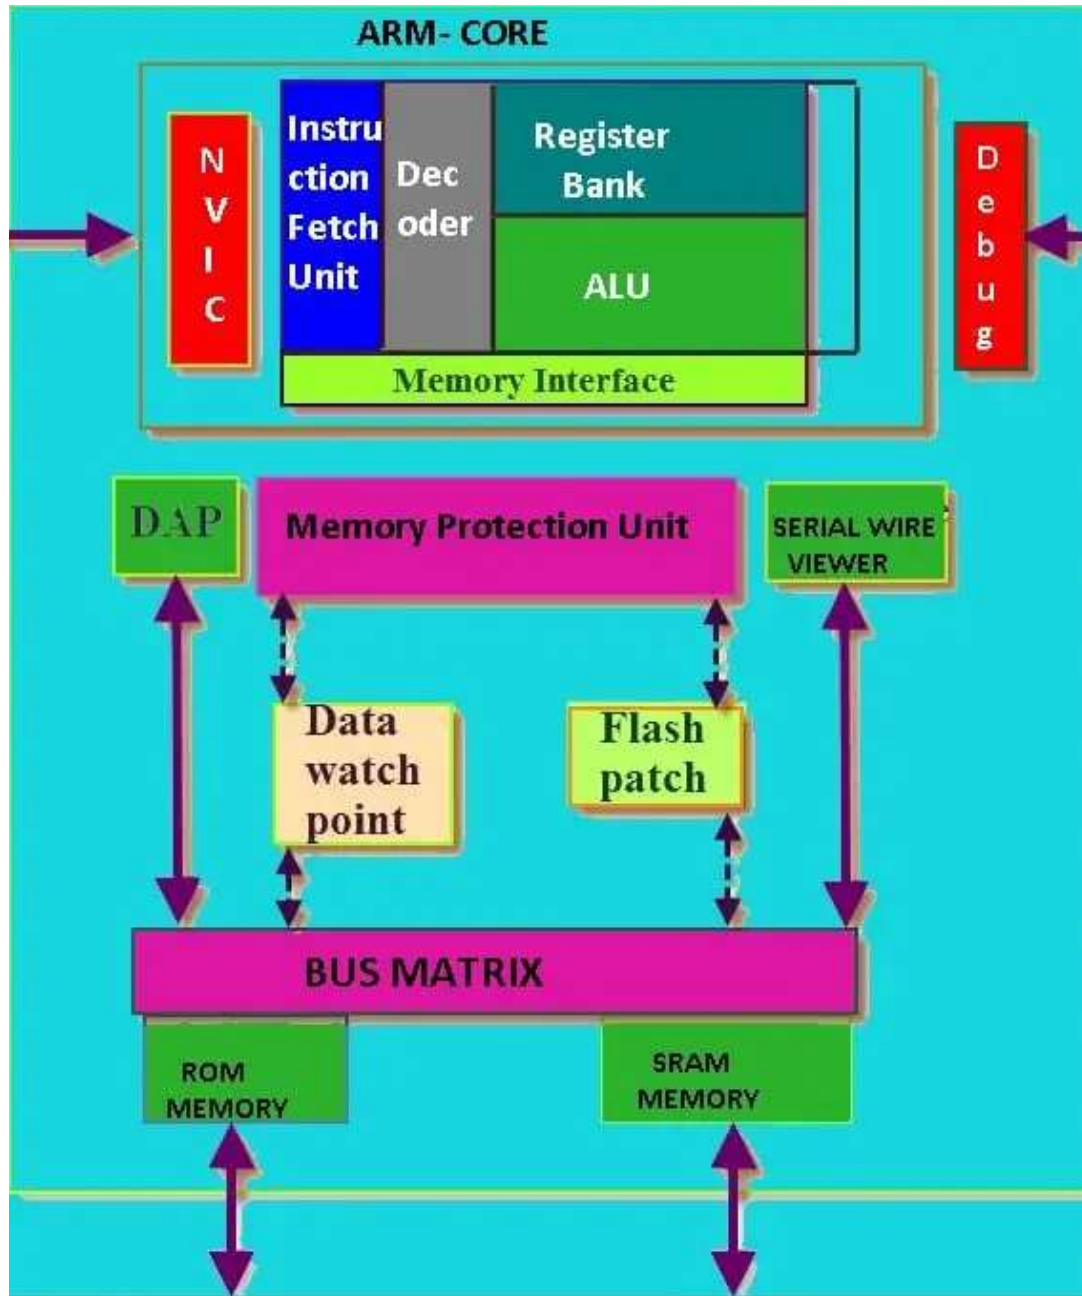 ARM- CORE
N
V
I
C
Instru
ction
Fetch
Unit
Dec
oder
Register
Bank
ALU
Memory Interface
D
e
b
u
g
DAP
Memory Protection Unit
SERIAL WIRE
VIEWER
Data
watch
point
Flash
patch
BUS MATRIX
ROM
MEMORY
SRAM
MEMORY